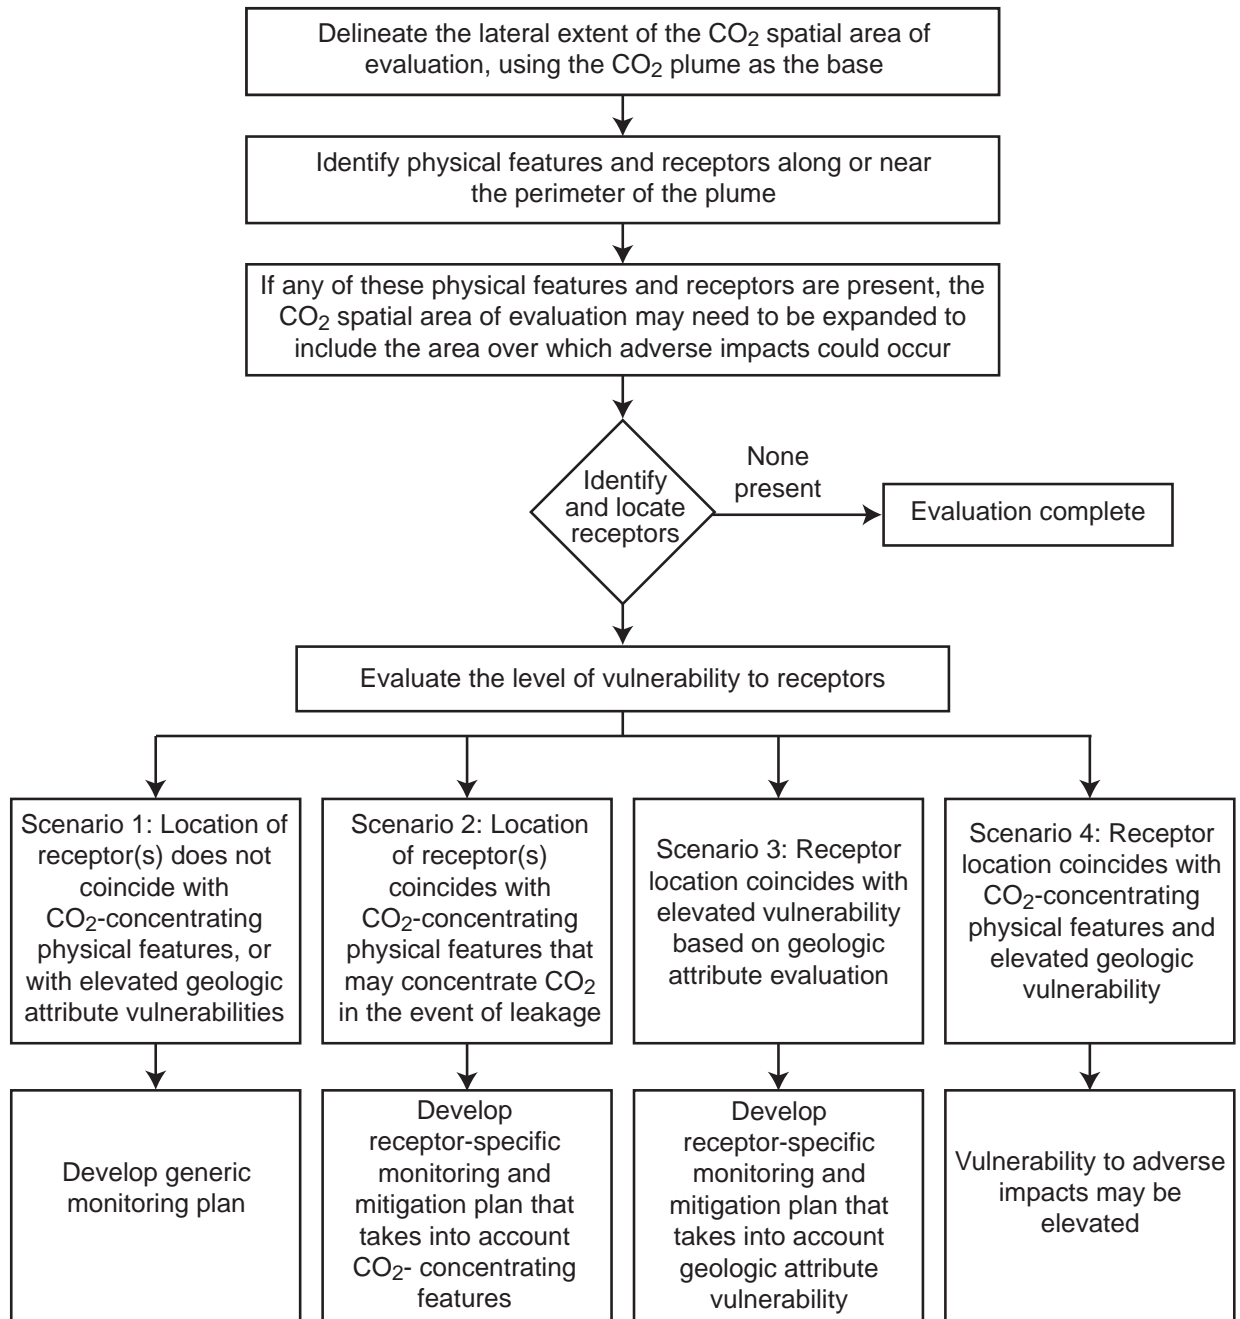 Delineate the lateral extent of the CO₂ spatial area of
evaluation, using the CO₂ plume as the base
Identify physical features and receptors along or near
the perimeter of the plume
If any of these physical features and receptors are present, the
CO₂ spatial area of evaluation may need to be expanded to
include the area over which adverse impacts could occur
Identify
and locate
receptors
None
present
Evaluation complete
Evaluate the level of vulnerability to receptors
Scenario 1: Location of
receptor(s) does not
coincide with
CO₂-concentrating
physical features, or
with elevated geologic
attribute vulnerabilities
Scenario 2: Location
of receptor(s)
coincides with
CO₂-concentrating
physical features that
may concentrate CO₂
in the event of leakage
Scenario 3: Receptor
location coincides with
elevated vulnerability
based on geologic
attribute evaluation
Scenario 4: Receptor
location coincides with
CO₂-concentrating
physical features and
elevated geologic
vulnerability
Develop generic
monitoring plan
Develop
receptor-specific
monitoring and
mitigation plan that
takes into account
CO₂- concentrating
features
Develop
receptor-specific
monitoring and
mitigation plan that
takes into account
geologic attribute
vulnerability
Vulnerability to adverse
impacts may be
elevated